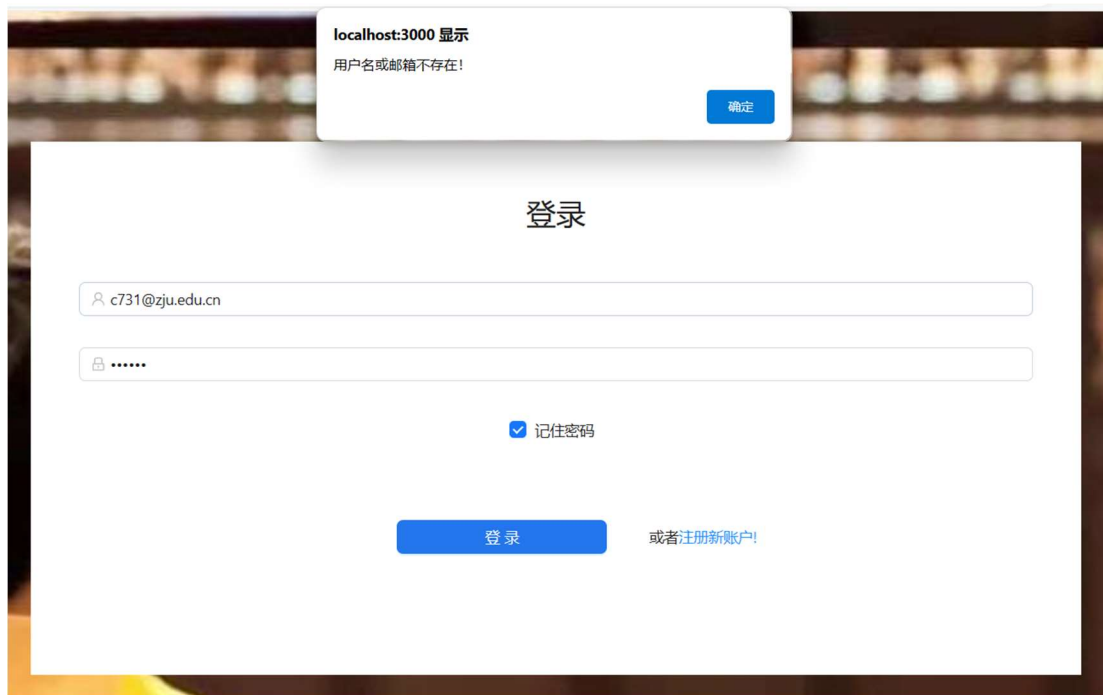 localhost:3000 显示
用户名或邮箱不存在!
确定
登录
c731@zju.edu.cn
••••••
记住密码
登 录
或者注册新账户!